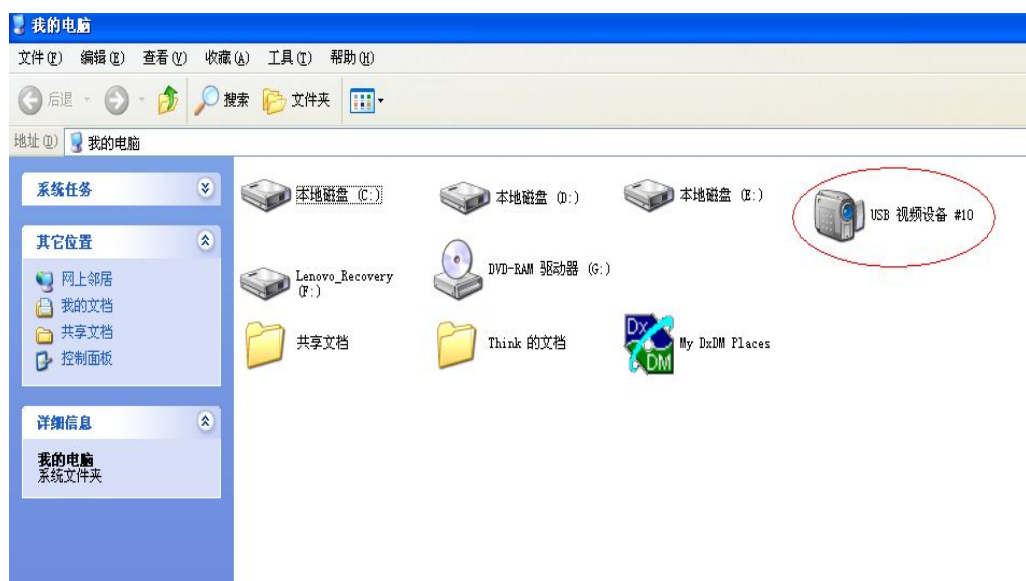 我的电脑
文件(F) 编辑(E) 查看(V) 收藏(A) 工具(T) 帮助(H)
后退 搜索 文件夹
地址(D) 我的电脑
系统任务
其它位置
网上邻居
我的文档
共享文档
控制面板
详细信息
我的电脑
系统文件夹
本地磁盘 (C:) 本地磁盘 (D:) 本地磁盘 (E:) USB 视频设备 #10
Lenovo_Recovery DVD-RAM 驱动器 (G:)
(F:)
共享文档 Think 的文档 My DxDM Places
Dx
DM